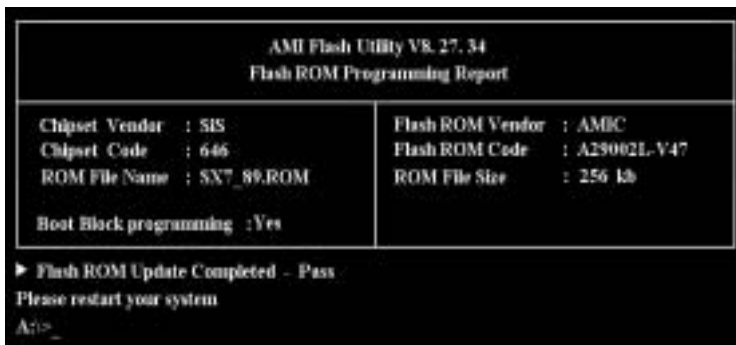 AMI Flash Utility V8. 27. 34
Flash ROM Programming Report
Chipset Vendor : SiS
Chipset Code : 646
ROM File Name : SX7_89.ROM
Boot Block programming :Yes
Flash ROM Vendor : AMIC
Flash ROM Code : A29002L-V47
ROM File Size : 256 kb
► Flash ROM Update Completed - Pass
Please restart your system
A:\>_